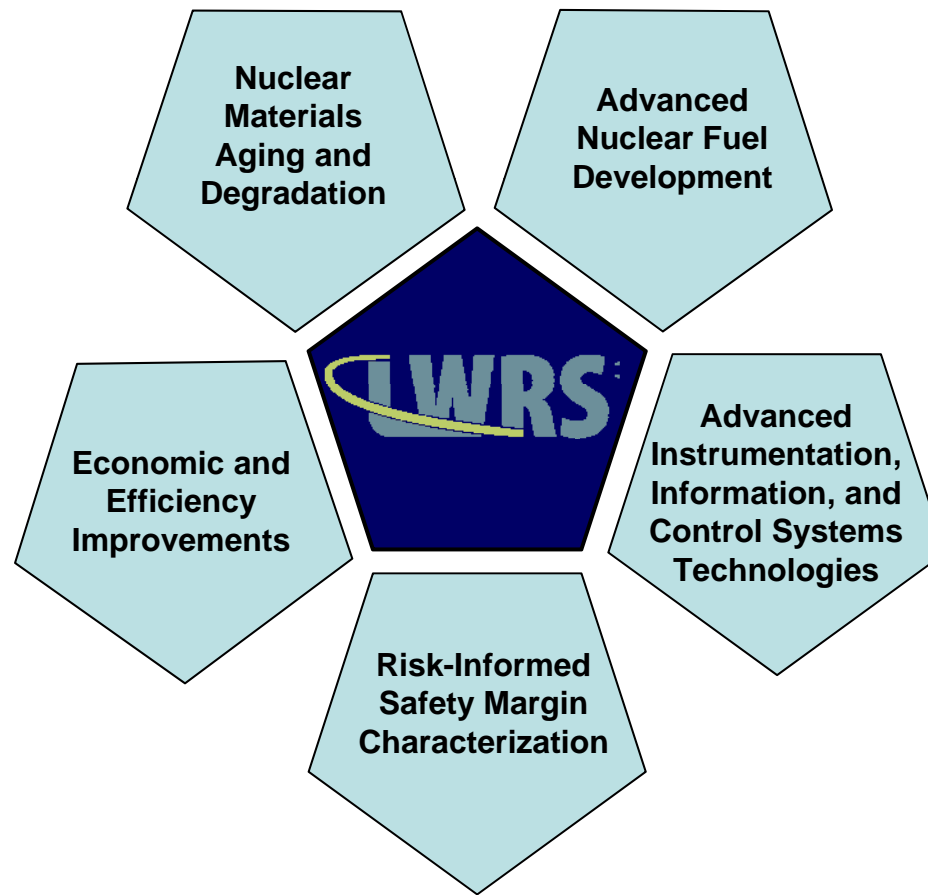 Nuclear
Materials
Aging and
Degradation
Advanced
Nuclear Fuel
Development
LWRS
Economic and
Efficiency
Improvements
Advanced
Instrumentation,
Information, and
Control Systems
Technologies
Risk-Informed
Safety Margin
Characterization